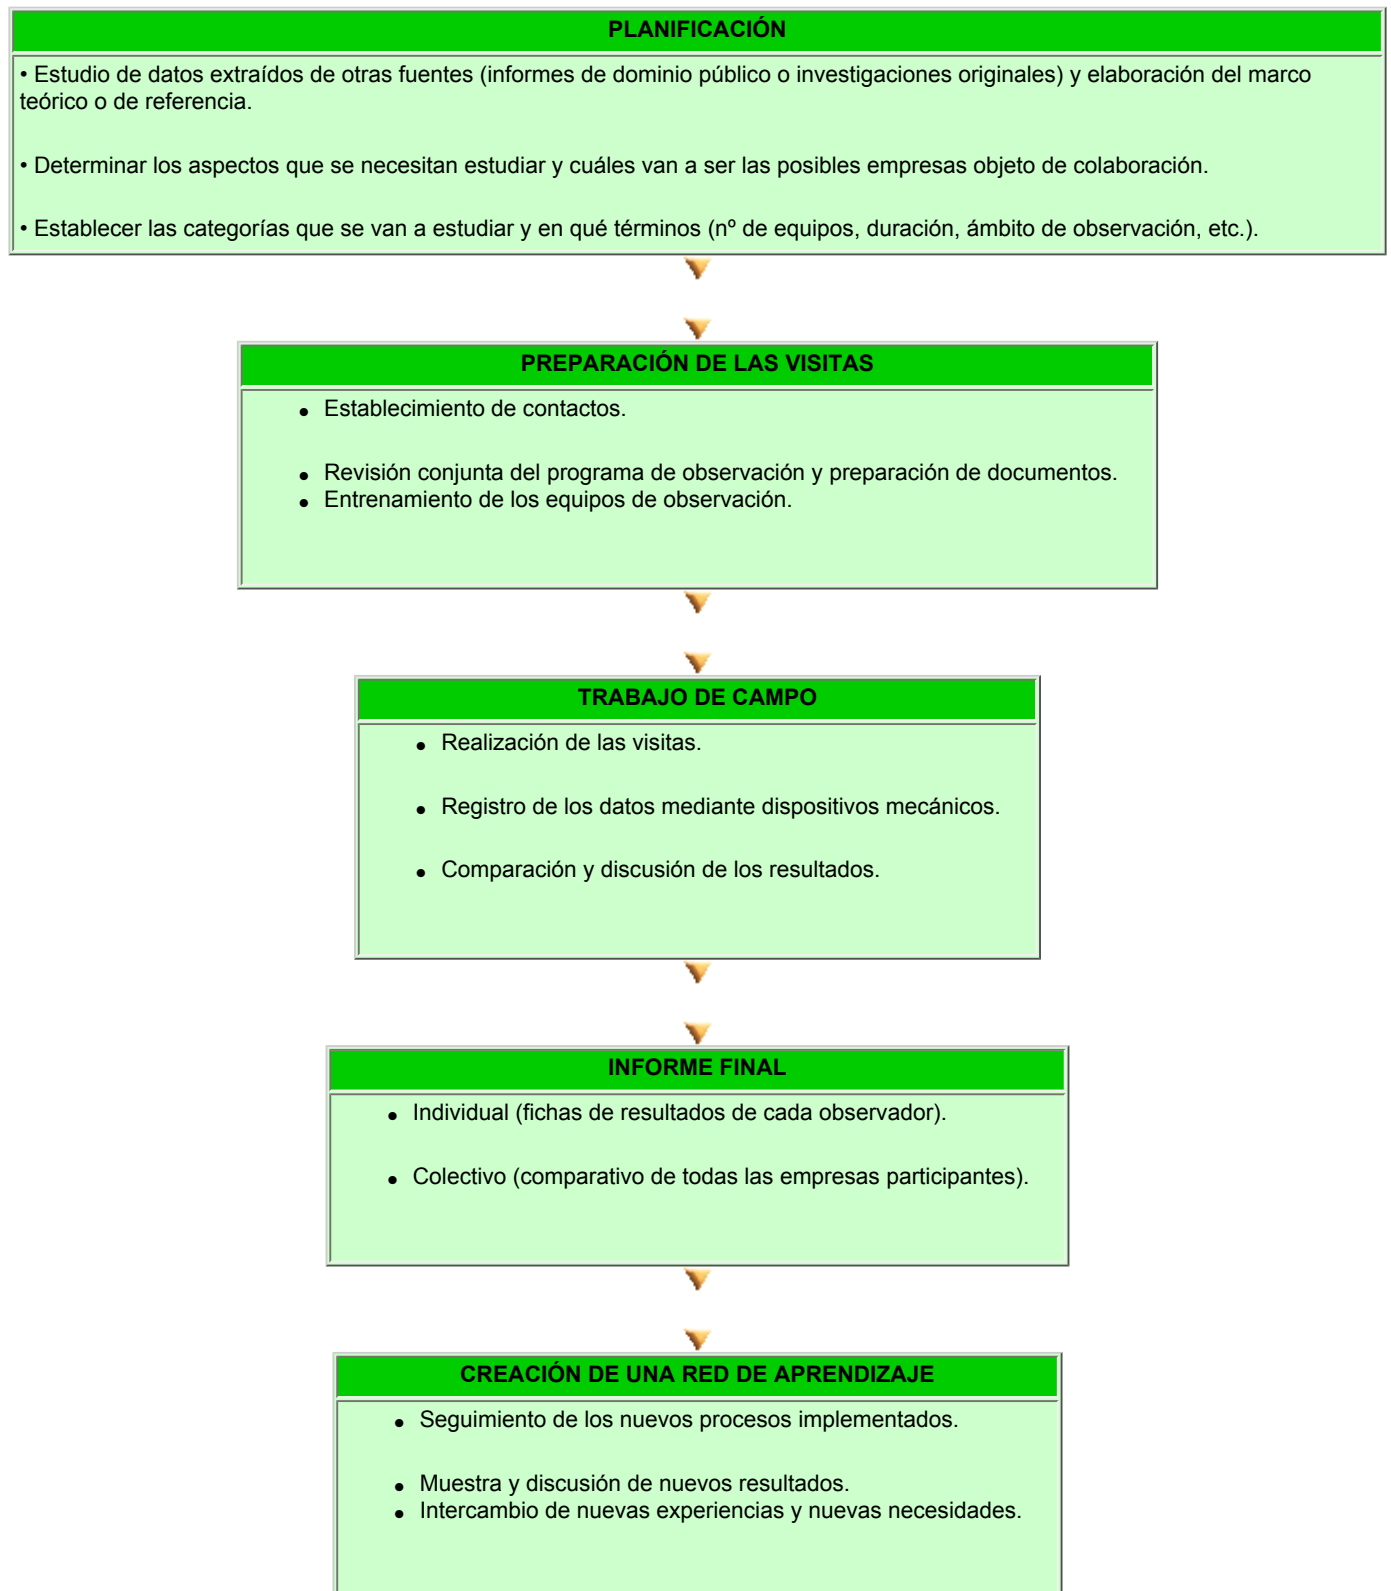 PLANIFICACIÓN
• Estudio de datos extraídos de otras fuentes (informes de dominio público o investigaciones originales) y elaboración del marco
teórico o de referencia.
• Determinar los aspectos que se necesitan estudiar y cuáles van a ser las posibles empresas objeto de colaboración.
• Establecer las categorías que se van a estudiar y en qué términos (nº de equipos, duración, ámbito de observación, etc.).
PREPARACIÓN DE LAS VISITAS
• Establecimiento de contactos.
• Revisión conjunta del programa de observación y preparación de documentos.
• Entrenamiento de los equipos de observación.
TRABAJO DE CAMPO
• Realización de las visitas.
• Registro de los datos mediante dispositivos mecánicos.
• Comparación y discusión de los resultados.
INFORME FINAL
• Individual (fichas de resultados de cada observador).
• Colectivo (comparativo de todas las empresas participantes).
CREACIÓN DE UNA RED DE APRENDIZAJE
• Seguimiento de los nuevos procesos implementados.
• Muestra y discusión de nuevos resultados.
• Intercambio de nuevas experiencias y nuevas necesidades.